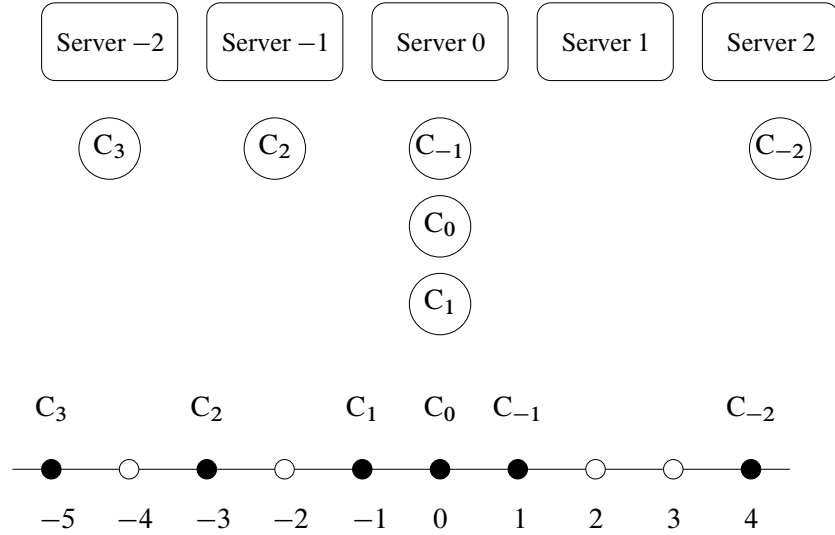 Server −2 Server −1 Server 0 Server 1 Server 2
C₃ C₂ C₋₁ C₋₂
C₀
C₁
C₃ C₂ C₁ C₀ C₋₁ C₋₂
−5 −4 −3 −2 −1 0 1 2 3 4